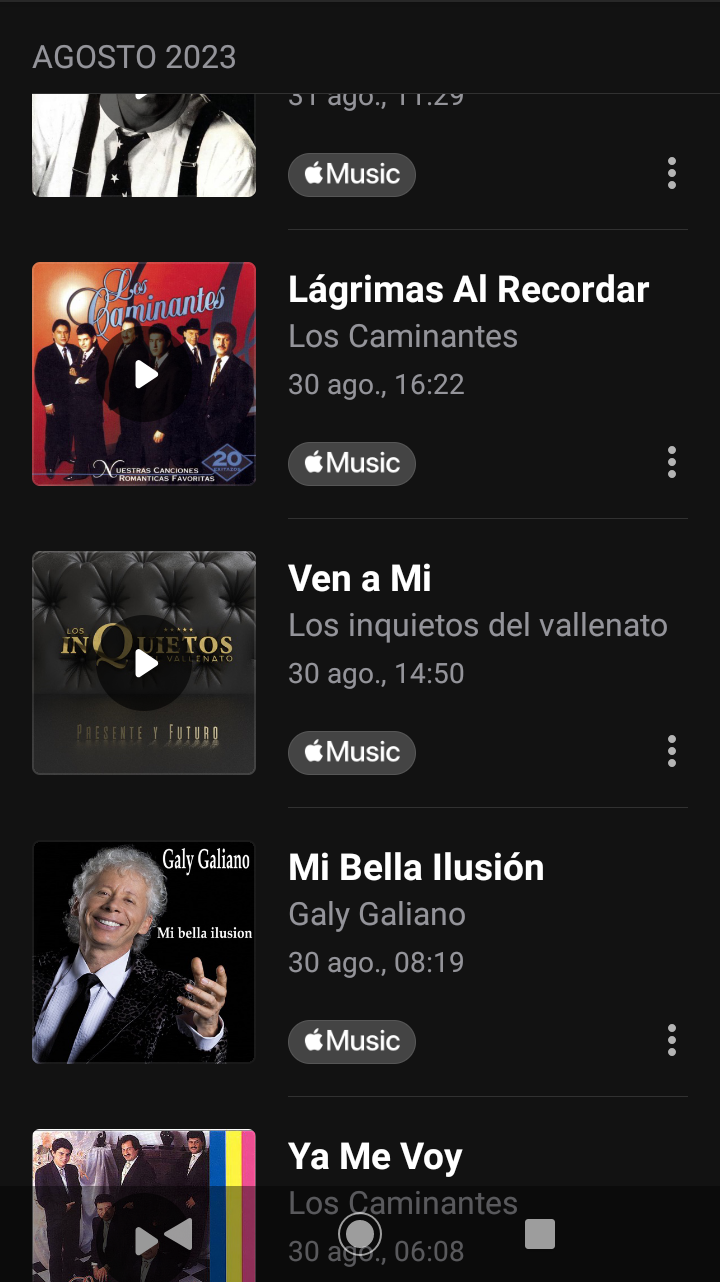 AGOSTO 2023
31 ago., 11:29
Music
Los
Caminantes
NUESTRAS CANCIONES
ROMANTICAS FAVORITAS
20
EXITAZOS
Lágrimas Al Recordar
Los Caminantes
30 ago., 16:22
Music
LOS
INQUIETOS
VALLENATO
PRESENTE Y FUTURO
Ven a Mi
Los inquietos del vallenato
30 ago., 14:50
Music
Galy Galiano
Mi bella ilusion
Mi Bella Ilusión
Galy Galiano
30 ago., 08:19
Music
Ya Me Voy
Los Caminantes
30 ago., 06:08